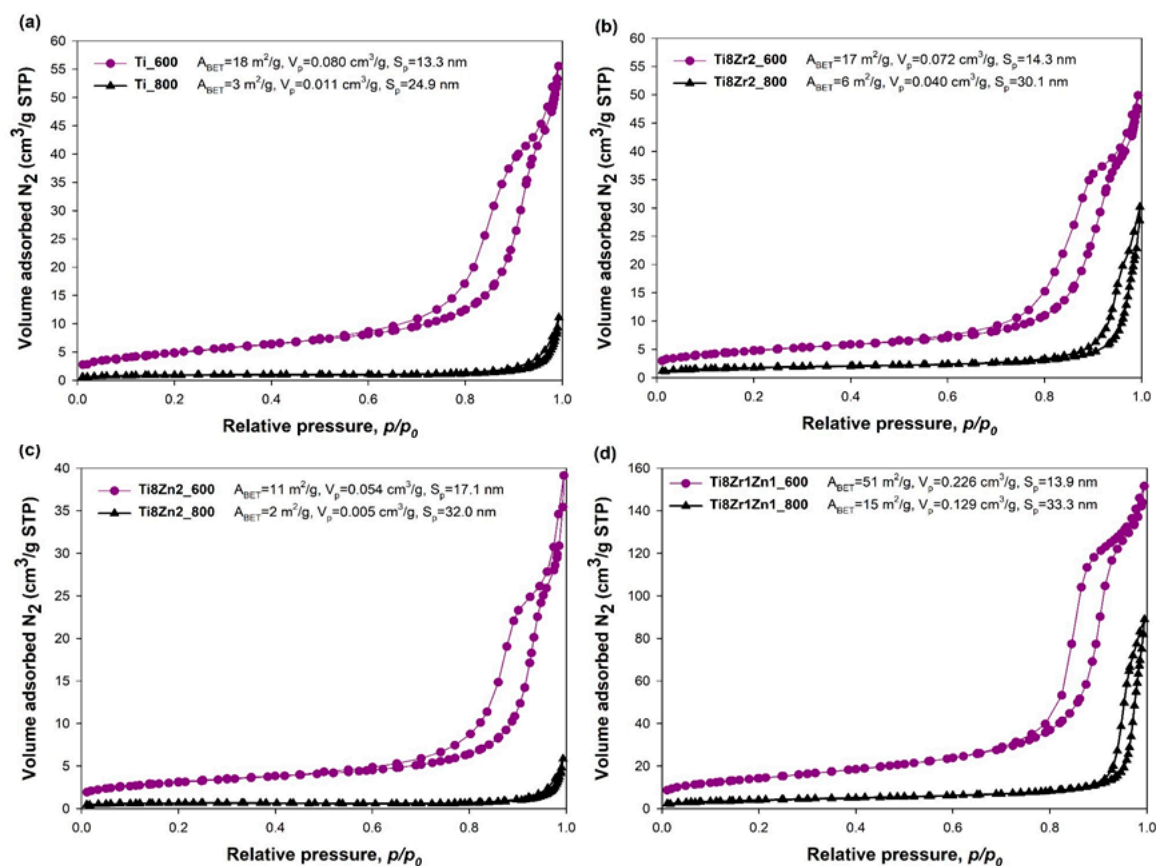 (a)
Ti_600 A_BET=18 m²/g, V_p=0.080 cm³/g, S_p=13.3 nm
Ti_800 A_BET=3 m²/g, V_p=0.011 cm³/g, S_p=24.9 nm
Volume adsorbed N₂ (cm³/g STP)
60
55
50
45
40
35
30
25
20
15
10
5
0
0.0 0.2 0.4 0.6 0.8 1.0
Relative pressure, p/p₀
(b)
Ti8Zr2_600 A_BET=17 m²/g, V_p=0.072 cm³/g, S_p=14.3 nm
Ti8Zr2_800 A_BET=6 m²/g, V_p=0.040 cm³/g, S_p=30.1 nm
Volume adsorbed N₂ (cm³/g STP)
60
55
50
45
40
35
30
25
20
15
10
5
0
0.0 0.2 0.4 0.6 0.8 1.0
Relative pressure, p/p₀
(c)
Ti8Zn2_600 A_BET=11 m²/g, V_p=0.054 cm³/g, S_p=17.1 nm
Ti8Zn2_800 A_BET=2 m²/g, V_p=0.005 cm³/g, S_p=32.0 nm
Volume adsorbed N₂ (cm³/g STP)
40
35
30
25
20
15
10
5
0
0.0 0.2 0.4 0.6 0.8 1.0
Relative pressure, p/p₀
(d)
Ti8Zr1Zn1_600 A_BET=51 m²/g, V_p=0.226 cm³/g, S_p=13.9 nm
Ti8Zr1Zn1_800 A_BET=15 m²/g, V_p=0.129 cm³/g, S_p=33.3 nm
Volume adsorbed N₂ (cm³/g STP)
160
140
120
100
80
60
40
20
0
0.0 0.2 0.4 0.6 0.8 1.0
Relative pressure, p/p₀